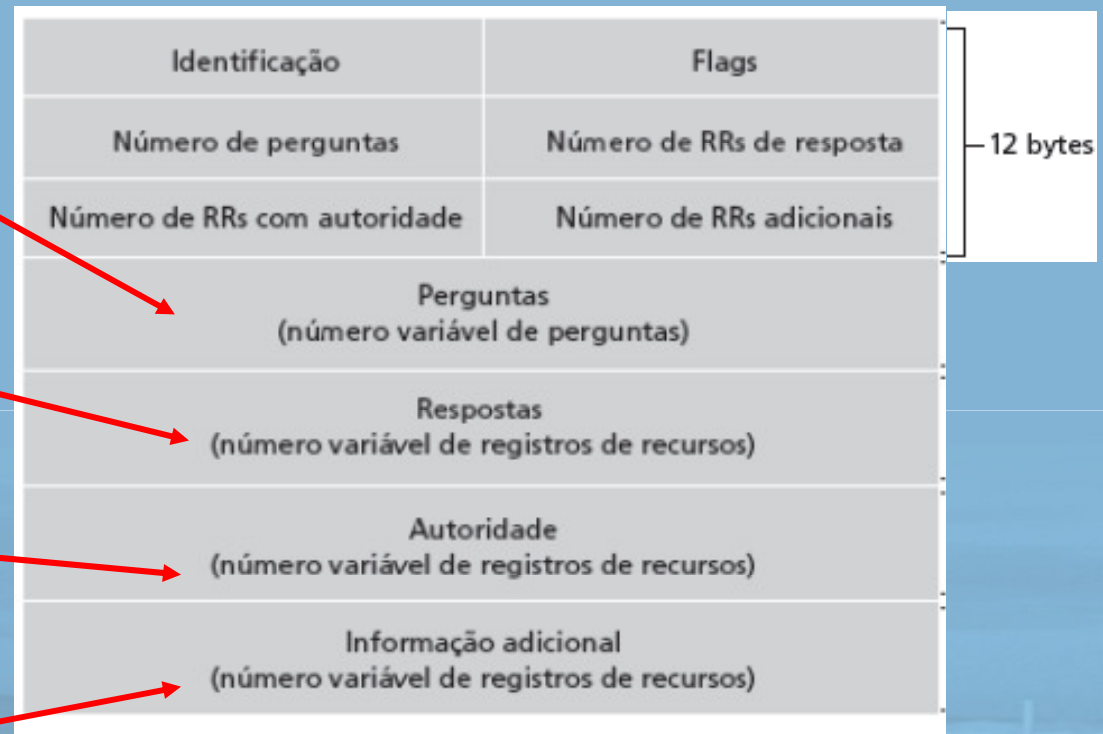 Identificação
Flags
Número de perguntas
Número de RRs de resposta
12 bytes
Número de RRs com autoridade
Número de RRs adicionais
Perguntas
(número variável de perguntas)
Respostas
(número variável de registros de recursos)
Autoridade
(número variável de registros de recursos)
Informação adicional
(número variável de registros de recursos)